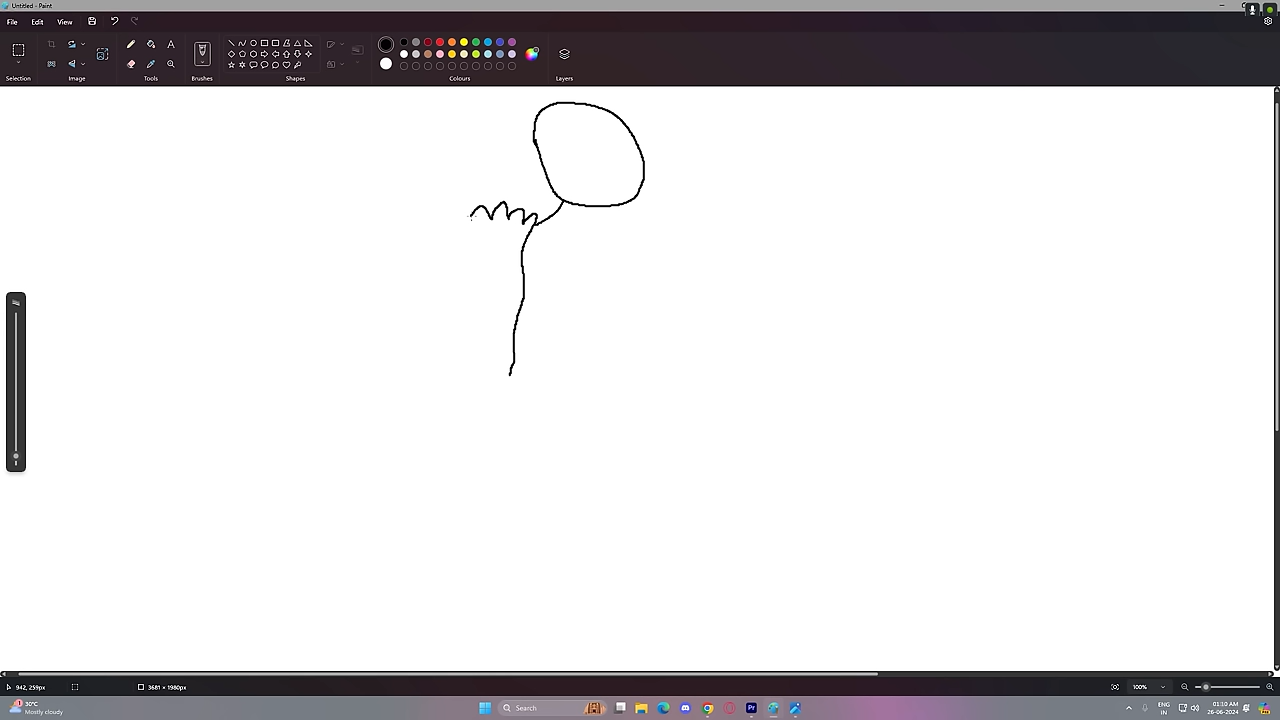 Untitled - Paint
File Edit View
Selection Image Tools Brushes Shapes Colours Layers
942, 259px 3681 × 1980px 100%
30°C
Mostly cloudy
Search
ENG
IN
01:10 AM
26-06-2024